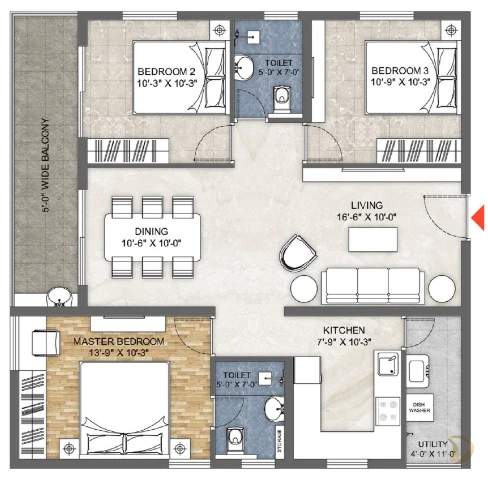 BEDROOM 2
10'-3" X 10'-3"
TOILET
5'-0" X 7'-0"
BEDROOM 3
10'-9" X 10'-3"
5'-0" WIDE BALCONY
DINING
10'-6" X 10'-0"
LIVING
16'-6" X 10'-0"
MASTER BEDROOM
13'-9" X 10'-3"
TOILET
5'-0" X 7'-0"
STORAGE
KITCHEN
7'-9" X 10'-3"
DISH
WASHER
UTILITY
4'-0" X 11'-0"